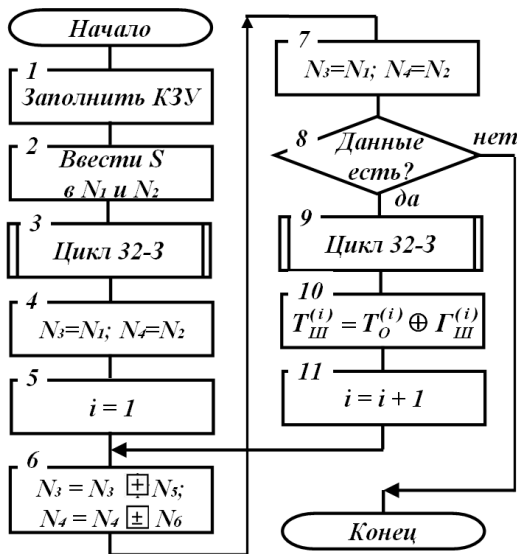 Начало
1
Заполнить КЗУ
2
Ввести S
в N₁ и N₂
3
Цикл 32-З
4
N₃=N₁; N₄=N₂
5
i = 1
6
N₃ = N₃ ⊞ N₅;
N₄ = N₄ ⊞ N₆
7
N₃=N₁; N₄=N₂
8
Данные
есть?
нет
да
9
Цикл 32-З
10
T_Ш^(i) = T_О^(i) ⊕ Г_Ш^(i)
11
i = i + 1
Конец